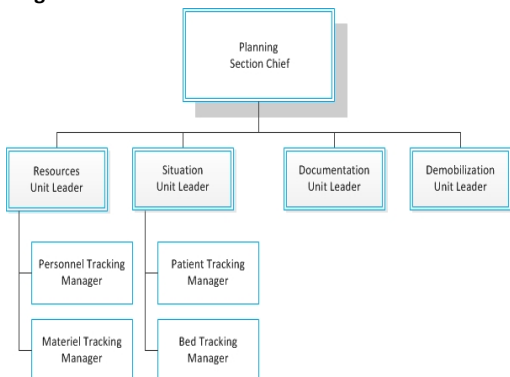 Planning
Section Chief
Resources
Unit Leader
Situation
Unit Leader
Documentation
Unit Leader
Demobilization
Unit Leader
Personnel Tracking
Manager
Patient Tracking
Manager
Materiel Tracking
Manager
Bed Tracking
Manager